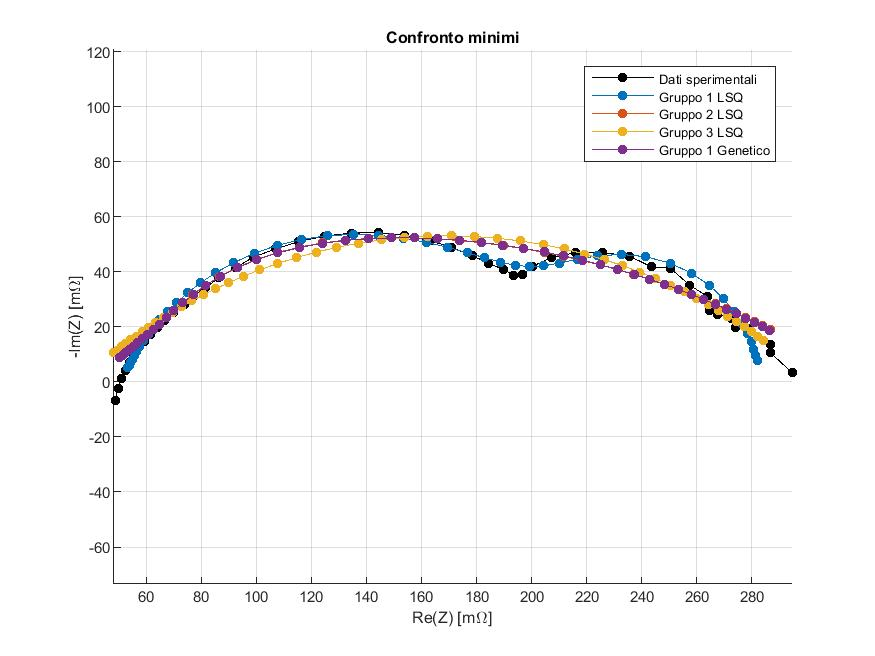 Confronto minimi
Dati sperimentali
Gruppo 1 LSQ
Gruppo 2 LSQ
Gruppo 3 LSQ
Gruppo 1 Genetico
120
100
80
60
40
20
0
-20
-40
-60
-Im(Z) [mΩ]
60 80 100 120 140 160 180 200 220 240 260 280
Re(Z) [mΩ]